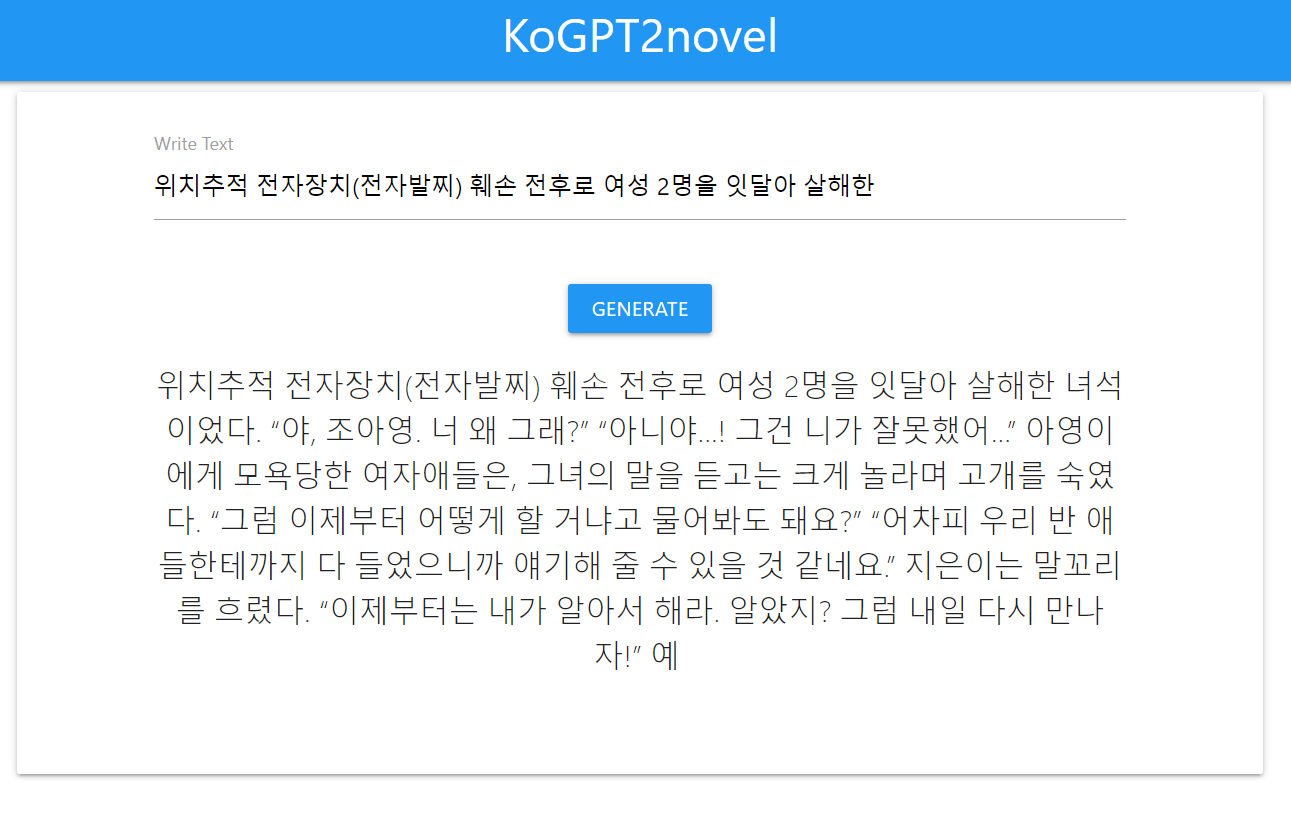 KoGPT2novel
Write Text
위치추적 전자장치(전자발찌) 훼손 전후로 여성 2명을 잇달아 살해한
GENERATE
위치추적 전자장치(전자발찌) 훼손 전후로 여성 2명을 잇달아 살해한 녀석
이었다. “야, 조아영. 너 왜 그래?” “아니야...! 그건 니가 잘못했어...” 아영이
에게 모욕당한 여자애들은, 그녀의 말을 듣고는 크게 놀라며 고개를 숙였
다. “그럼 이제부터 어떻게 할 거냐고 물어봐도 돼요?” “어차피 우리 반 애
들한테까지 다 들었으니까 얘기해 줄 수 있을 것 같네요.” 지은이는 말꼬리
를 흐렸다. “이제부터는 내가 알아서 해라. 알았지? 그럼 내일 다시 만나
자!” 예